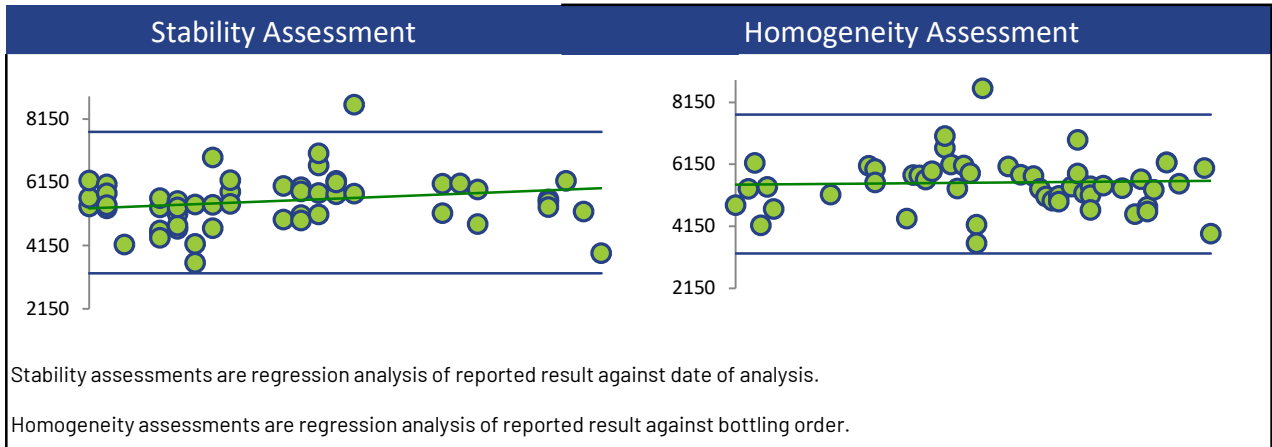 Stability Assessment
Homogeneity Assessment
8150
6150
4150
2150
8150
6150
4150
2150
Stability assessments are regression analysis of reported result against date of analysis.
Homogeneity assessments are regression analysis of reported result against bottling order.